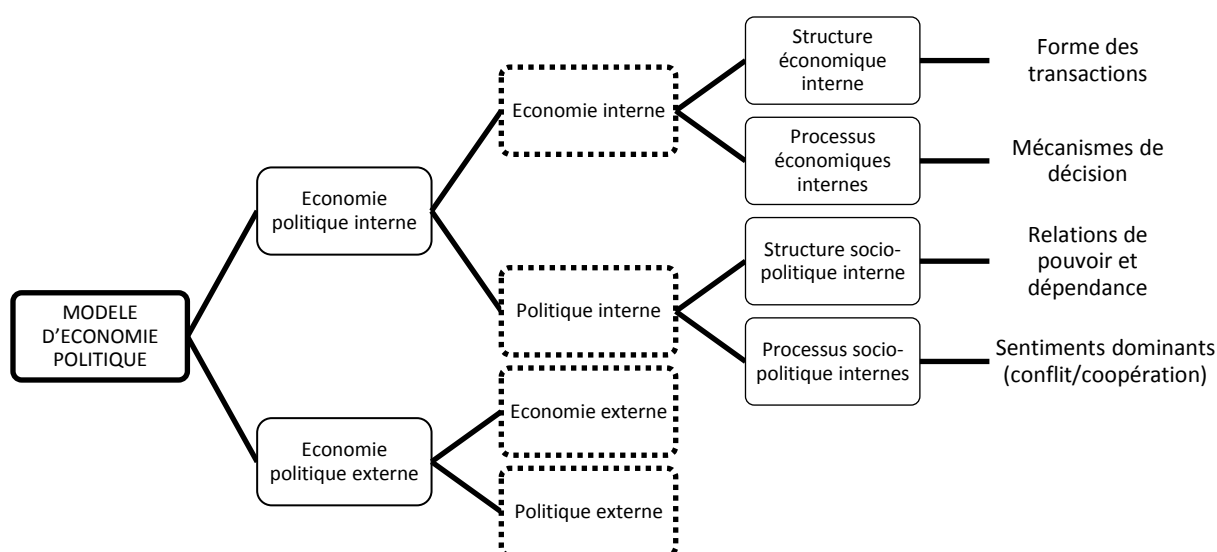 MODELE
D’ECONOMIE
POLITIQUE
Economie
politique interne
Economie interne
Structure
économique
interne
Forme des
transactions
Processus
économiques
internes
Mécanismes de
décision
Politique interne
Structure socio-
politique interne
Relations de
pouvoir et
dépendance
Processus socio-
politique internes
Sentiments dominants
(conflit/coopération)
Economie
politique externe
Economie externe
Politique externe